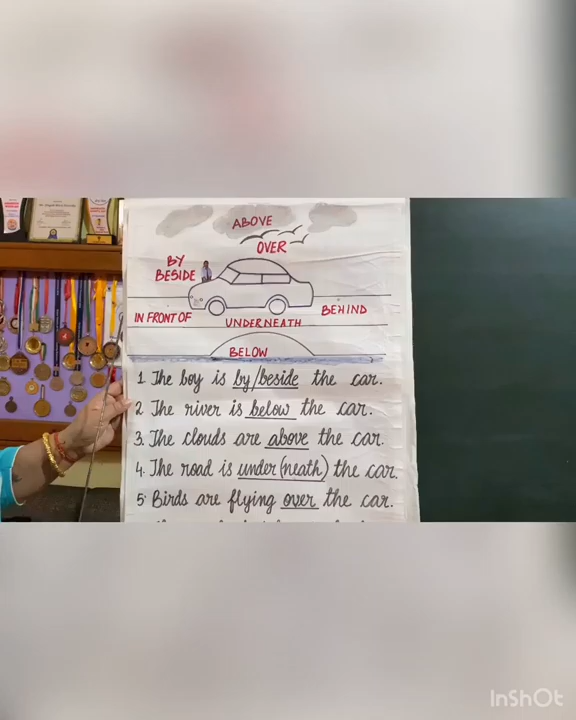 ABOVE
OVER
BY
BESIDE
BEHIND
IN FRONT OF
UNDERNEATH
BELOW
1 The boy is by/beside the car.
2 The river is below the car.
3. The clouds are above the car.
4. The road is under(neath) the car.
5. Birds are flying over the car.
InShOt